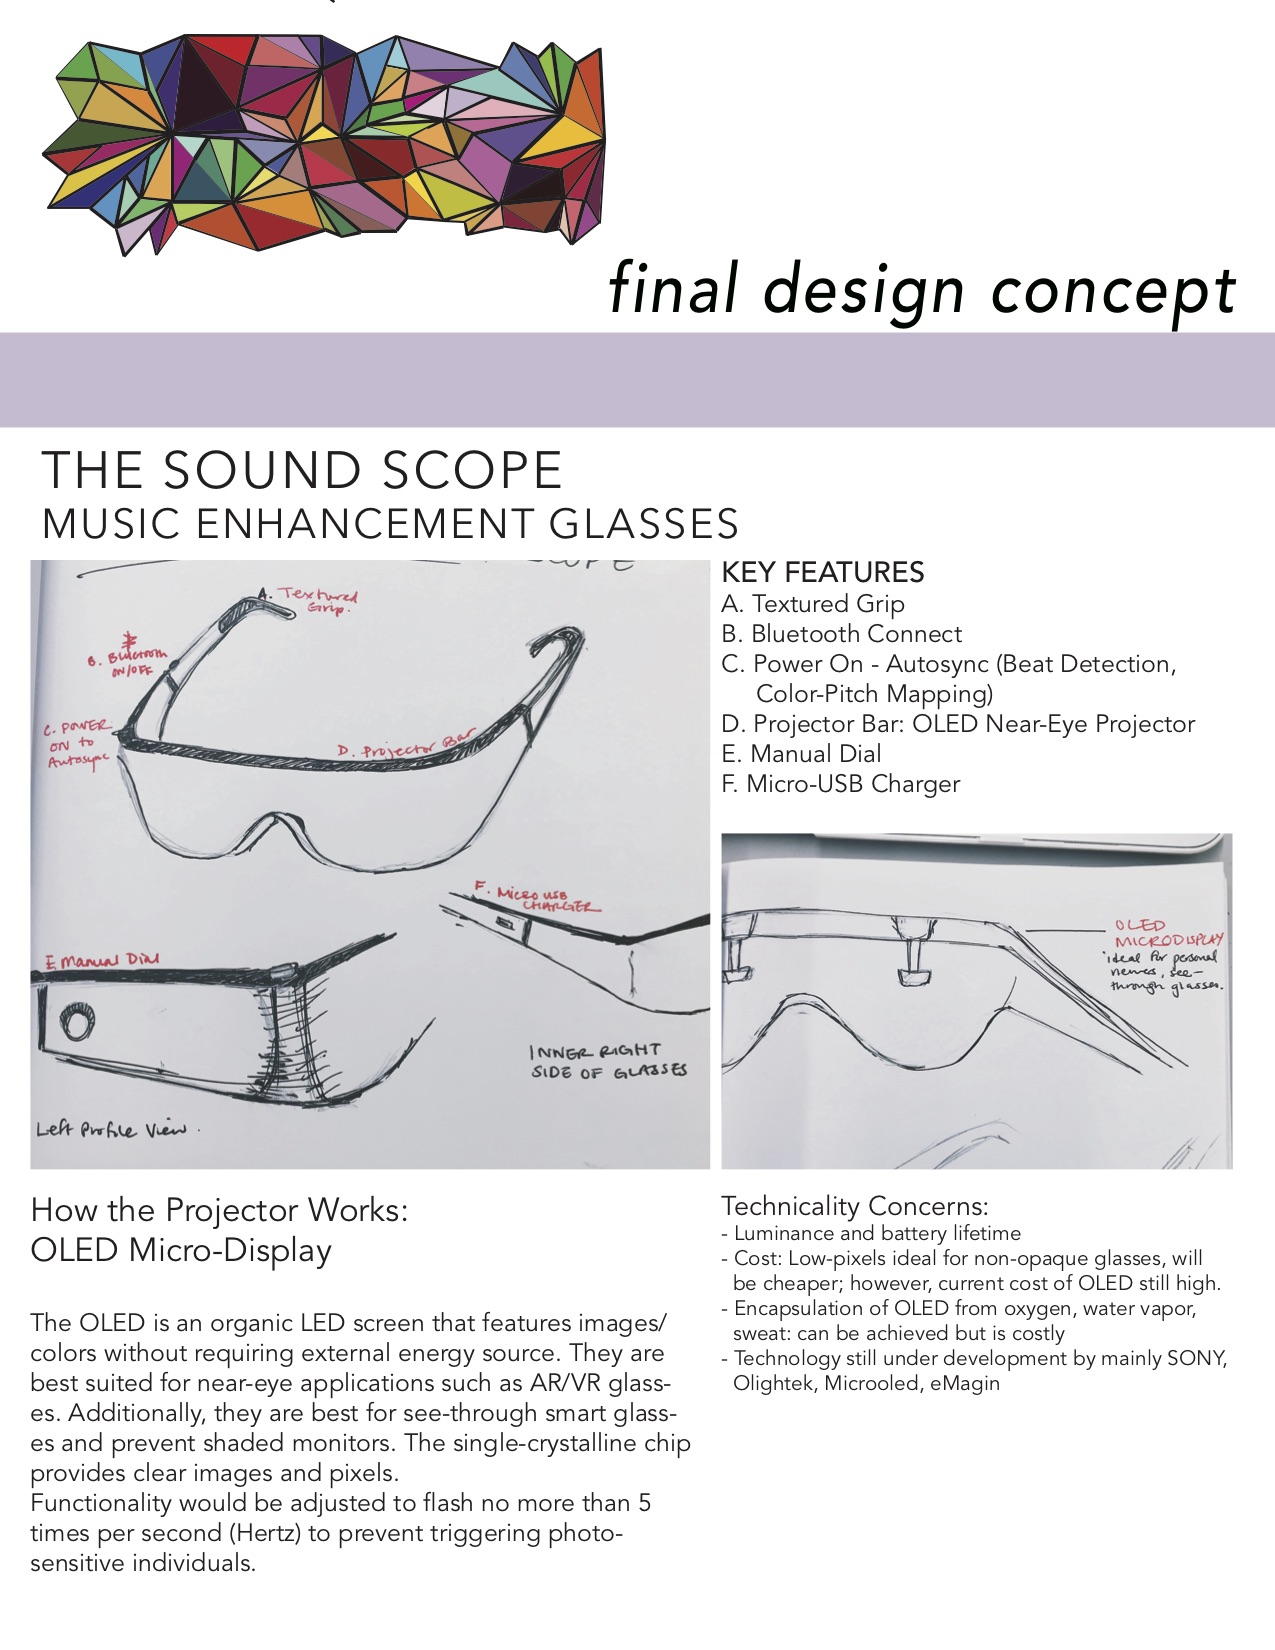 final design concept
THE SOUND SCOPE
MUSIC ENHANCEMENT GLASSES
A. Textured
Grip.
B. Bluetooth
ON/OFF
C. POWER
ON to
Autosync
D. Projector Bar
F. Micro USB
CHARGER
E Manual Dial
INNER RIGHT
SIDE OF GLASSES
Left Profile View.
KEY FEATURES
A. Textured Grip
B. Bluetooth Connect
C. Power On - Autosync (Beat Detection,
Color-Pitch Mapping)
D. Projector Bar: OLED Near-Eye Projector
E. Manual Dial
F. Micro-USB Charger
OLED
MICRODISPLAY
ideal for personal
see-
through glasses.
How the Projector Works:
OLED Micro-Display
The OLED is an organic LED screen that features images/
colors without requiring external energy source. They are
best suited for near-eye applications such as AR/VR glass-
es. Additionally, they are best for see-through smart glass-
es and prevent shaded monitors. The single-crystalline chip
provides clear images and pixels.
Functionality would be adjusted to flash no more than 5
times per second (Hertz) to prevent triggering photo-
sensitive individuals.
Technicality Concerns:
- Luminance and battery lifetime
- Cost: Low-pixels ideal for non-opaque glasses, will
be cheaper; however, current cost of OLED still high.
- Encapsulation of OLED from oxygen, water vapor,
sweat: can be achieved but is costly
- Technology still under development by mainly SONY,
Olightek, Microoled, eMagin